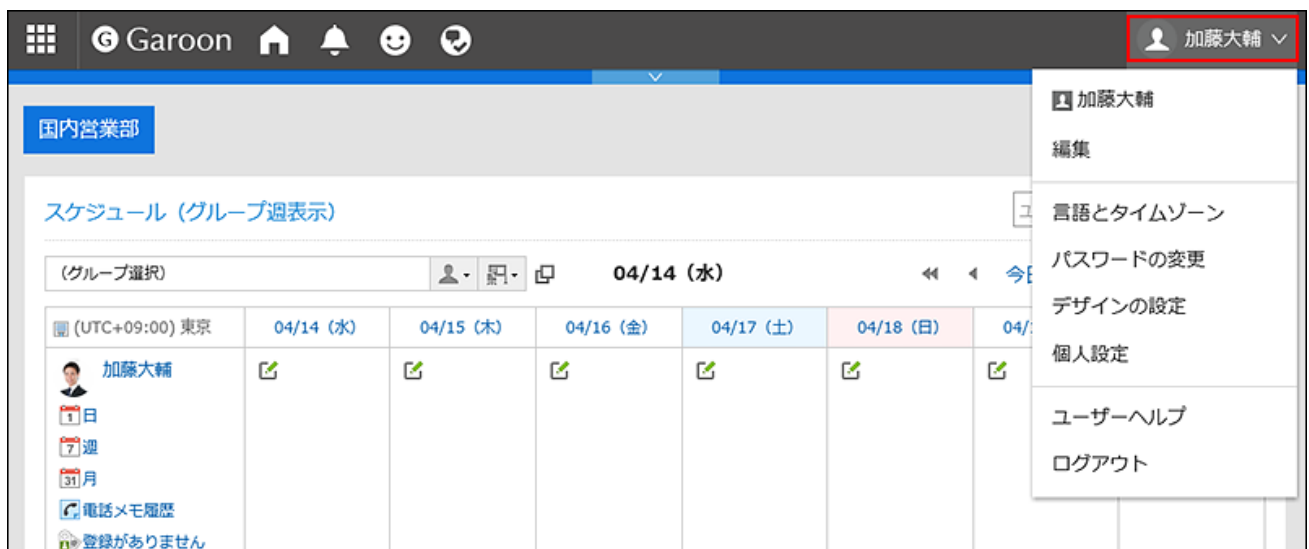 Garoon
加藤大輔
加藤大輔
編集
国内営業部
言語とタイムゾーン
パスワードの変更
デザインの設定
個人設定
ユーザーヘルプ
ログアウト
スケジュール（グループ週表示）
（グループ選択）
04/14（水）
(UTC+09:00) 東京 04/14（水） 04/15（木） 04/16（金） 04/17（土） 04/18（日） 04/
加藤大輔
1 日
7 週
31 月
電話メモ履歴
登録がありません